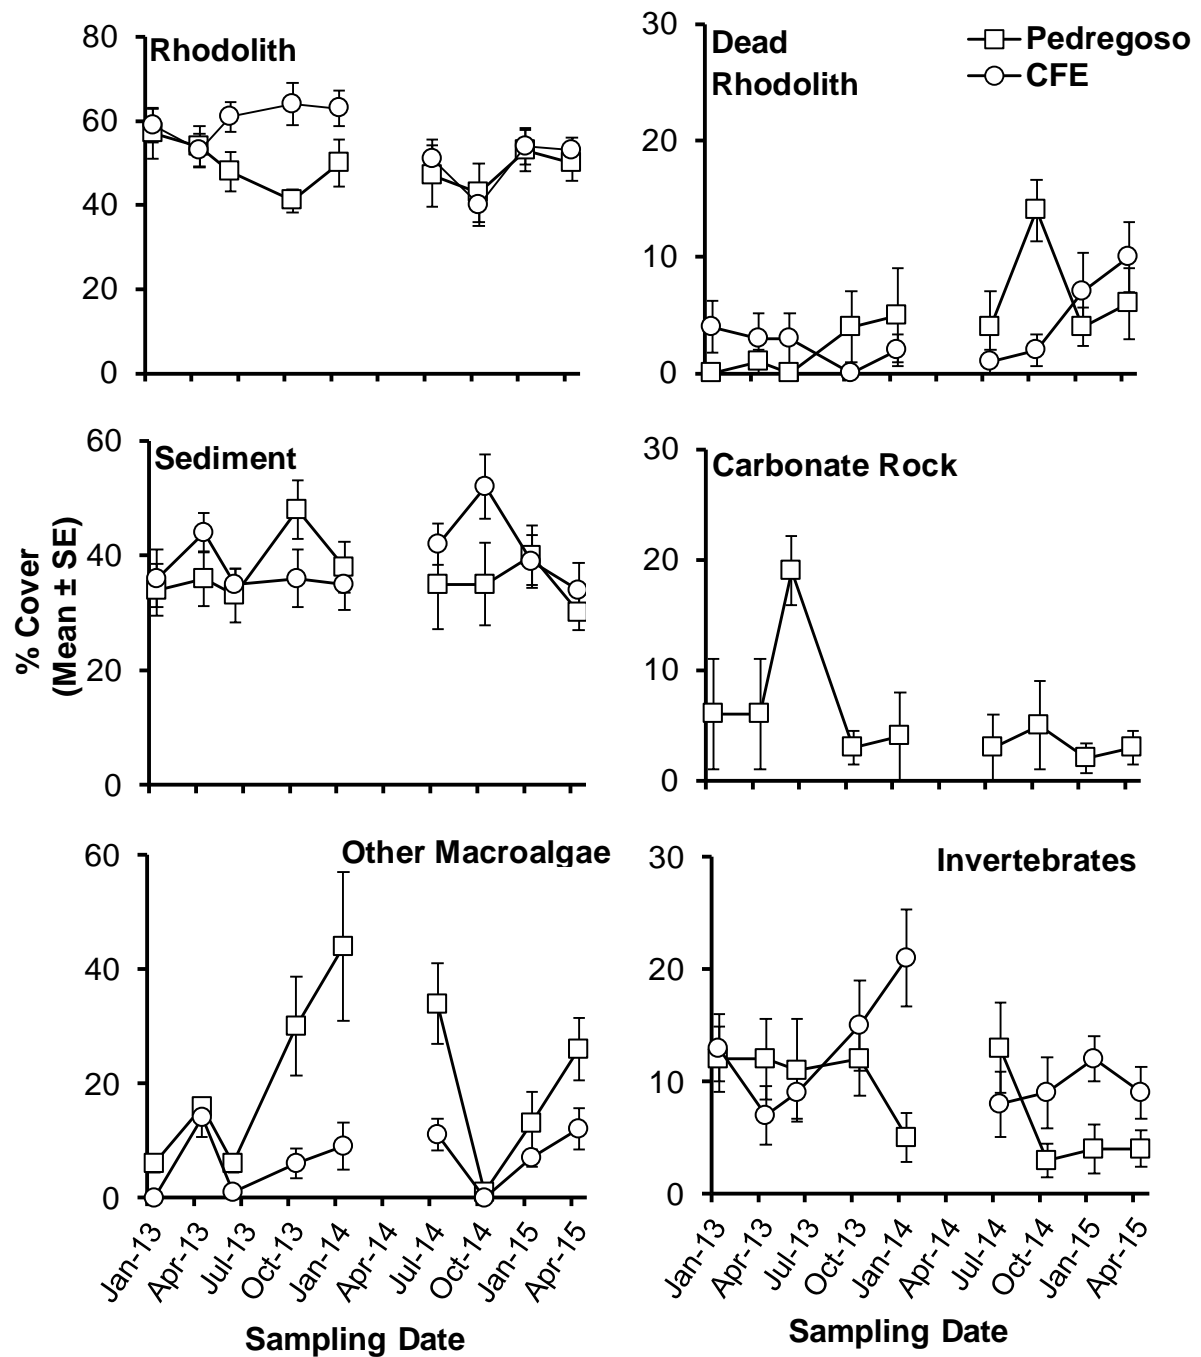 Rhodolith
80
60
40
20
0
Dead
Rhodolith
30
20
10
0
Pedregoso
CFE
Sediment
60
40
20
0
Carbonate Rock
30
20
10
0
% Cover
(Mean ± SE)
Other Macroalgae
60
40
20
0
Jan-13
Apr-13
Jul-13
Oct-13
Jan-14
Apr-14
Jul-14
Oct-14
Jan-15
Apr-15
Sampling Date
Invertebrates
30
20
10
0
Jan-13
Apr-13
Jul-13
Oct-13
Jan-14
Apr-14
Jul-14
Oct-14
Jan-15
Apr-15
Sampling Date